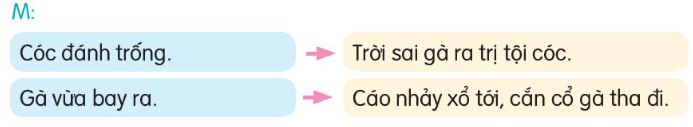 M:
Cóc đánh trống. Trời sai gà ra trị tội cóc.
Gà vừa bay ra. Cáo nhảy xổ tới, cắn cổ gà tha đi.